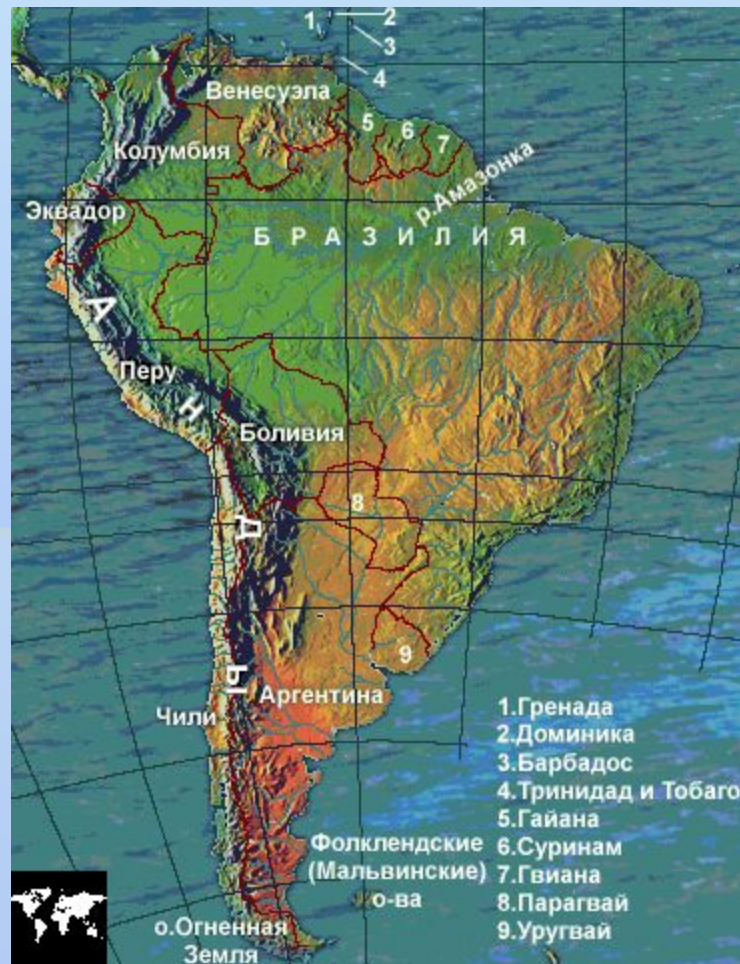 1
2
3
4
Венесуэла
5
6
7
Колумбия
р.Амазонка
Эквадор
БРАЗИЛИЯ
АНДЫ
Перу
Боливия
8
9
Аргентина
Чили
1.Гренада
2.Доминика
3.Барбадос
4.Тринидад и Тобаго
5.Гайана
6.Суринам
7.Гвиана
8.Парагвай
9.Уругвай
Фолклендские
(Мальвинские)
о-ва
о.Огненная
Земля